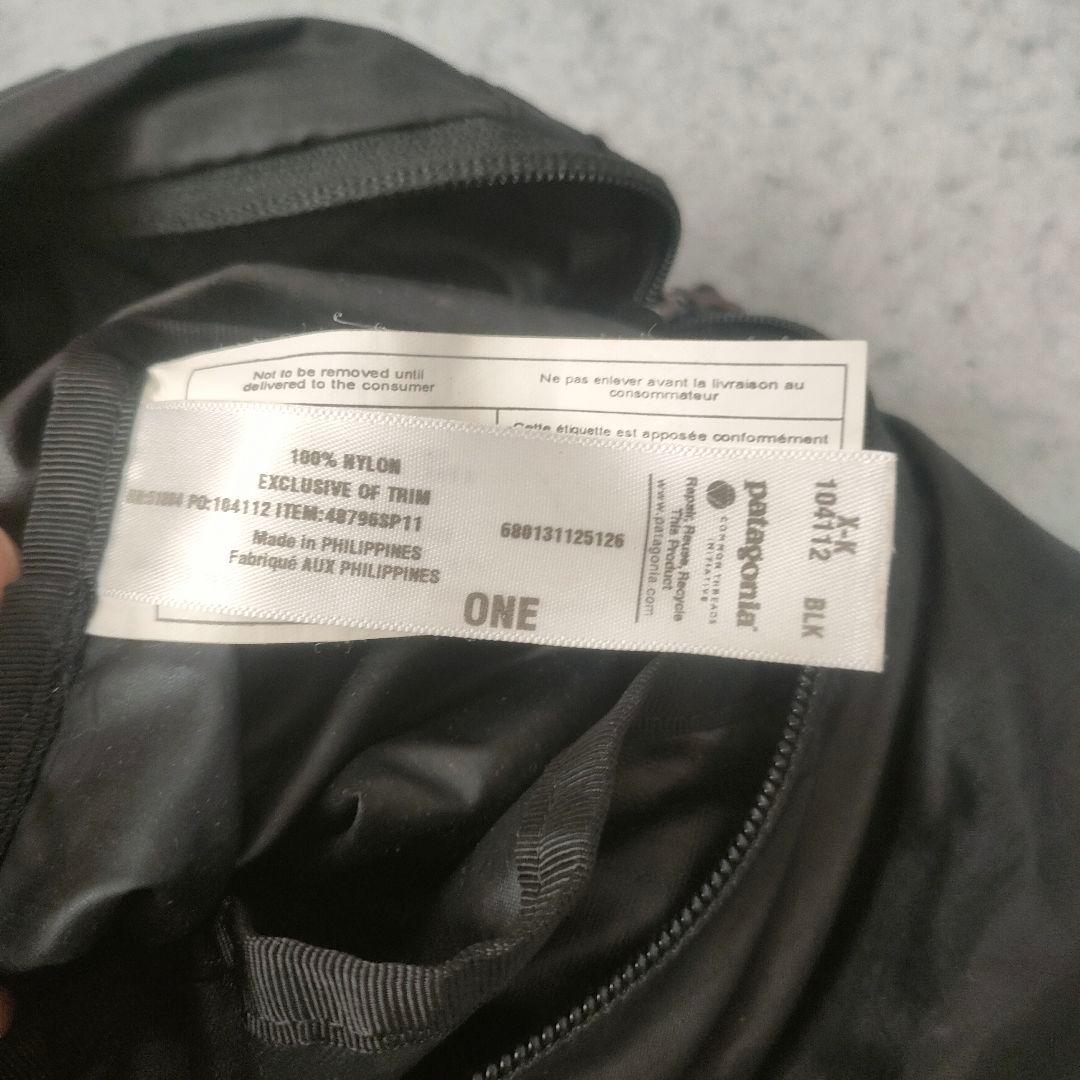 Not to be removed until
delivered to the consumer
Ne pas enlever avant la livraison au
consommateur
Cette étiquette est apposée conformément
100% NYLON
EXCLUSIVE OF TRIM
PO:104112 ITEM:48796SP11
Made in PHILIPPINES
Fabriqué AUX PHILIPPINES
680131125126
ONE
patagonia®
COMMON THREADS
INITIATIVE
Repair, Reuse, Recycle
This Product
www.patagonia.com
X-K
104112 BLK